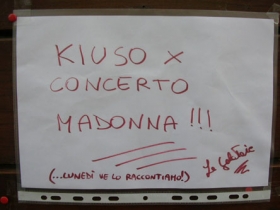 KIUSO X
CONCERTO
MADONNA!!!
(...LUNEDÌ VE LO RACCONTIAMO!)